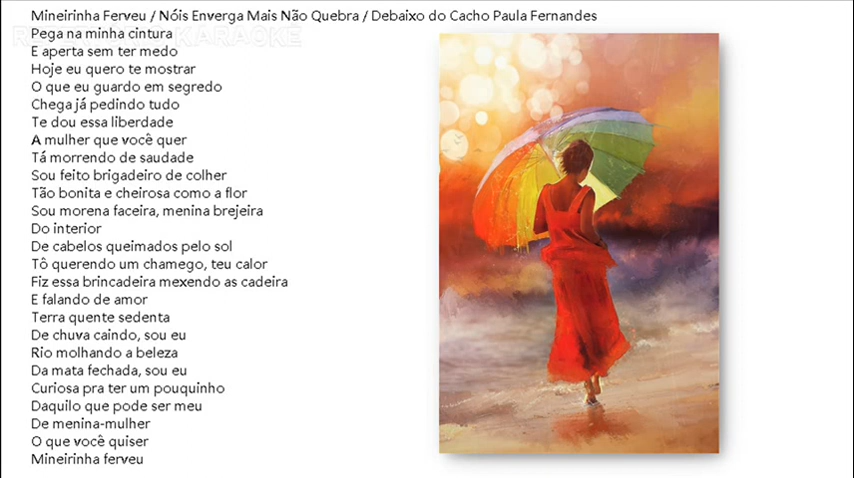 Mineirinha Ferveu / Nóis Enverga Mais Não Quebra / Debaixo do Cacho Paula Fernandes
Pega na minha cintura
E aperta sem ter medo
Hoje eu quero te mostrar
O que eu guardo em segredo
Chega já pedindo tudo
Te dou essa liberdade
A mulher que você quer
Tá morrendo de saudade
Sou feito brigadeiro de colher
Tão bonita e cheirosa como a flor
Sou morena faceira, menina brejeira
Do interior
De cabelos queimados pelo sol
Tô querendo um chamego, teu calor
Fiz essa brincadeira mexendo as cadeira
E falando de amor
Terra quente sedenta
De chuva caindo, sou eu
Rio molhando a beleza
Da mata fechada, sou eu
Curiosa pra ter um pouquinho
Daquilo que pode ser meu
De menina-mulher
O que você quiser
Mineirinha ferveu